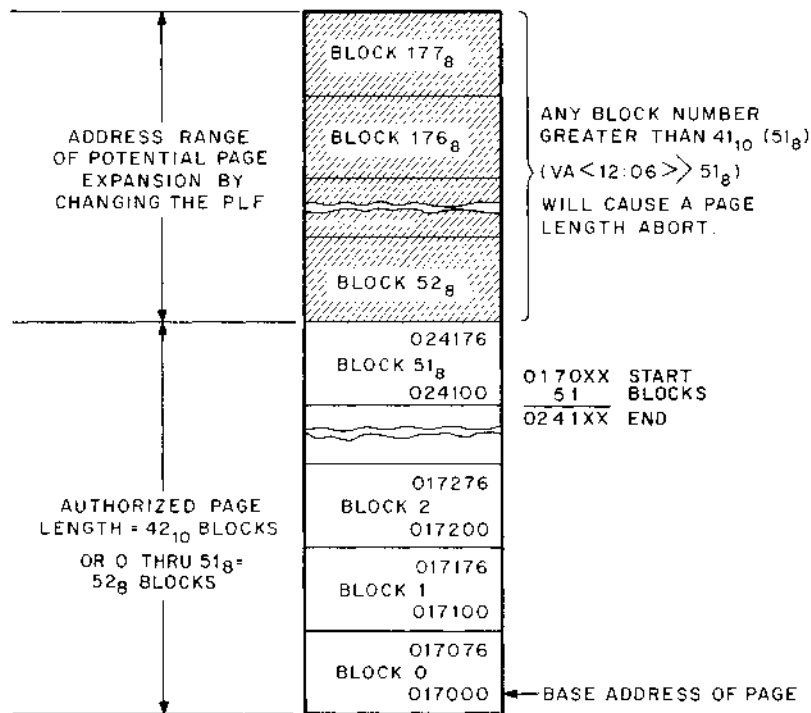 BLOCK 177₈
ADDRESS RANGE
OF POTENTIAL PAGE
EXPANSION BY
CHANGING THE PLF
BLOCK 176₈
BLOCK 52₈
ANY BLOCK NUMBER
GREATER THAN 41₁₀ (51₈)
(VA<12:06>> 51₈)
WILL CAUSE A PAGE
LENGTH ABORT.
024176
BLOCK 51₈
024100
0170XX START
51 BLOCKS
0241XX END
AUTHORIZED PAGE
LENGTH = 42₁₀ BLOCKS
OR 0 THRU 51₈=
52₈ BLOCKS
017276
BLOCK 2
017200
017176
BLOCK 1
017100
017076
BLOCK 0
017000
BASE ADDRESS OF PAGE